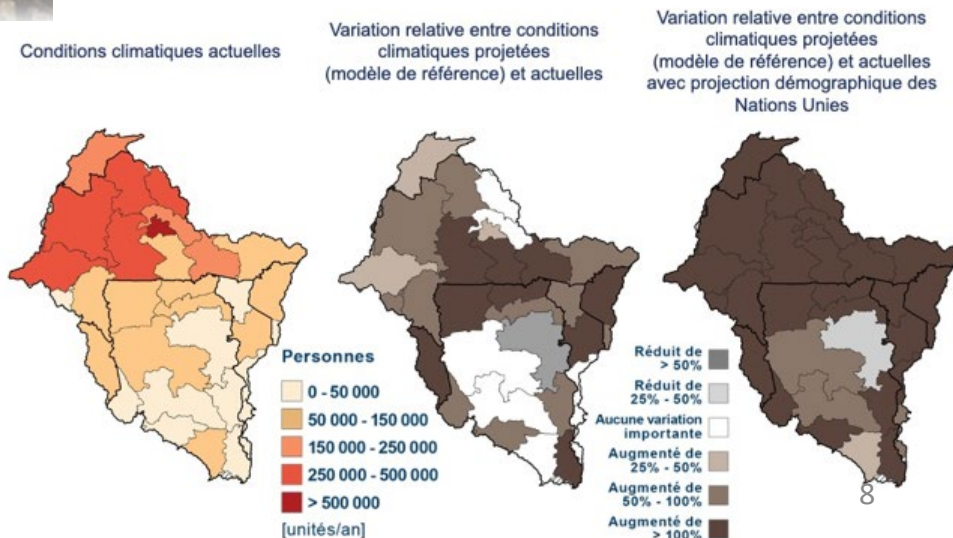 Conditions climatiques actuelles
Variation relative entre conditions
climatiques projetées
(modèle de référence) et actuelles
Variation relative entre conditions
climatiques projetées
(modèle de référence) et actuelles
avec projection démographique des
Nations Unies
Personnes
0 - 50 000
50 000 - 150 000
150 000 - 250 000
250 000 - 500 000
> 500 000
[unités/an]
Réduit de
> 50%
Réduit de
25% - 50%
Aucune variation
importante
Augmenté de
25% - 50%
Augmenté de
50% - 100%
Augmenté de
> 100%
8